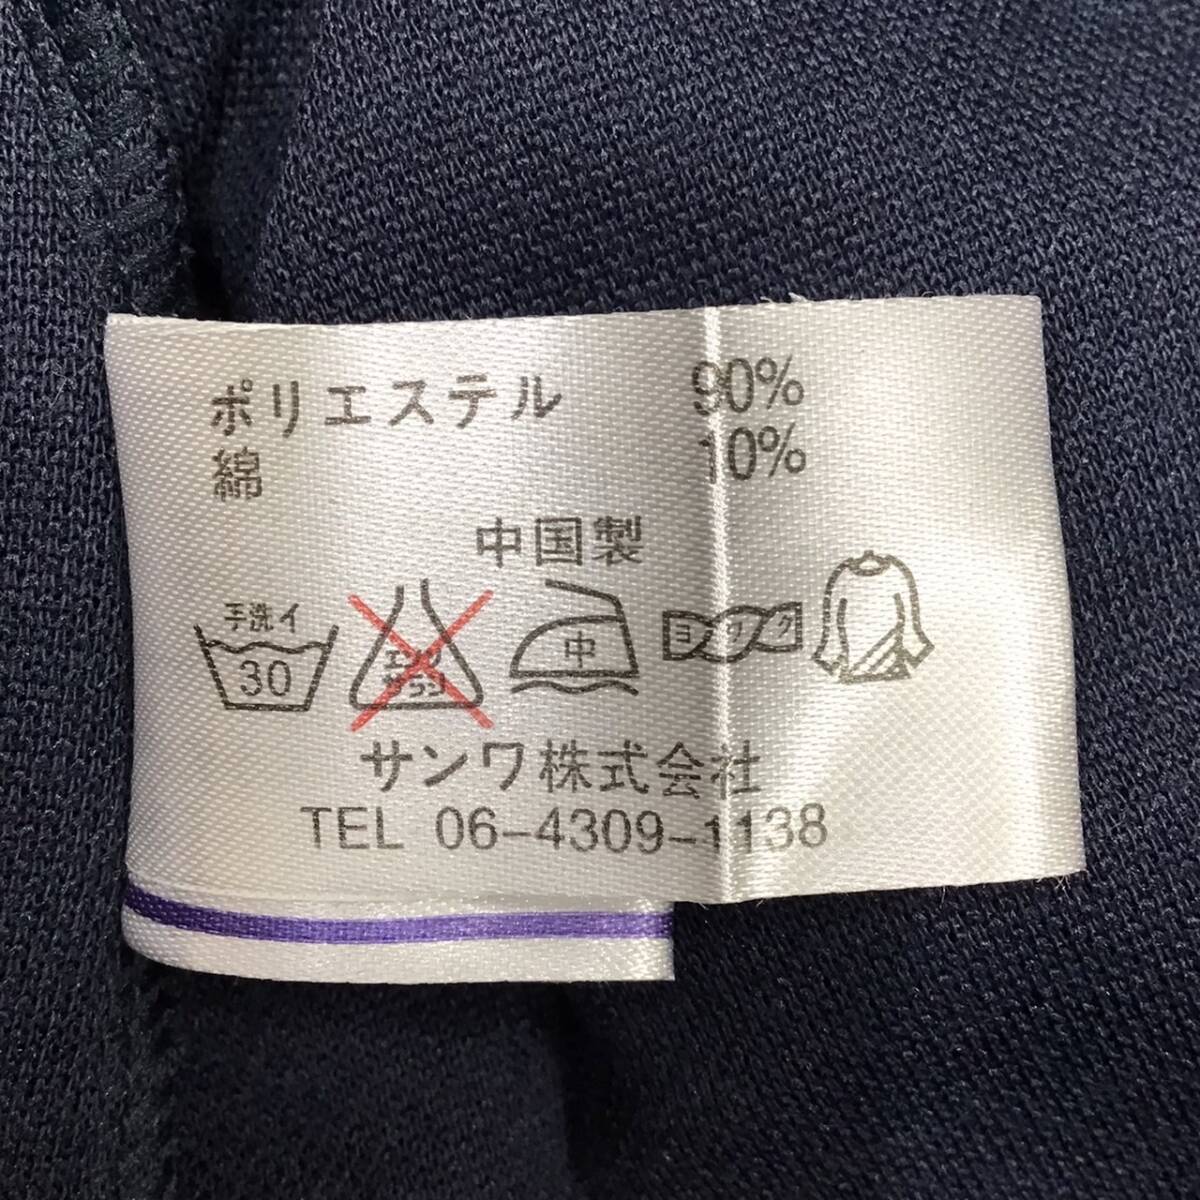 ポリエステル 90%
綿 10%
中国製
手洗イ
30
エンソ
サラシ
中
ヨワク
サンワ株式会社
TEL 06-4309-1138